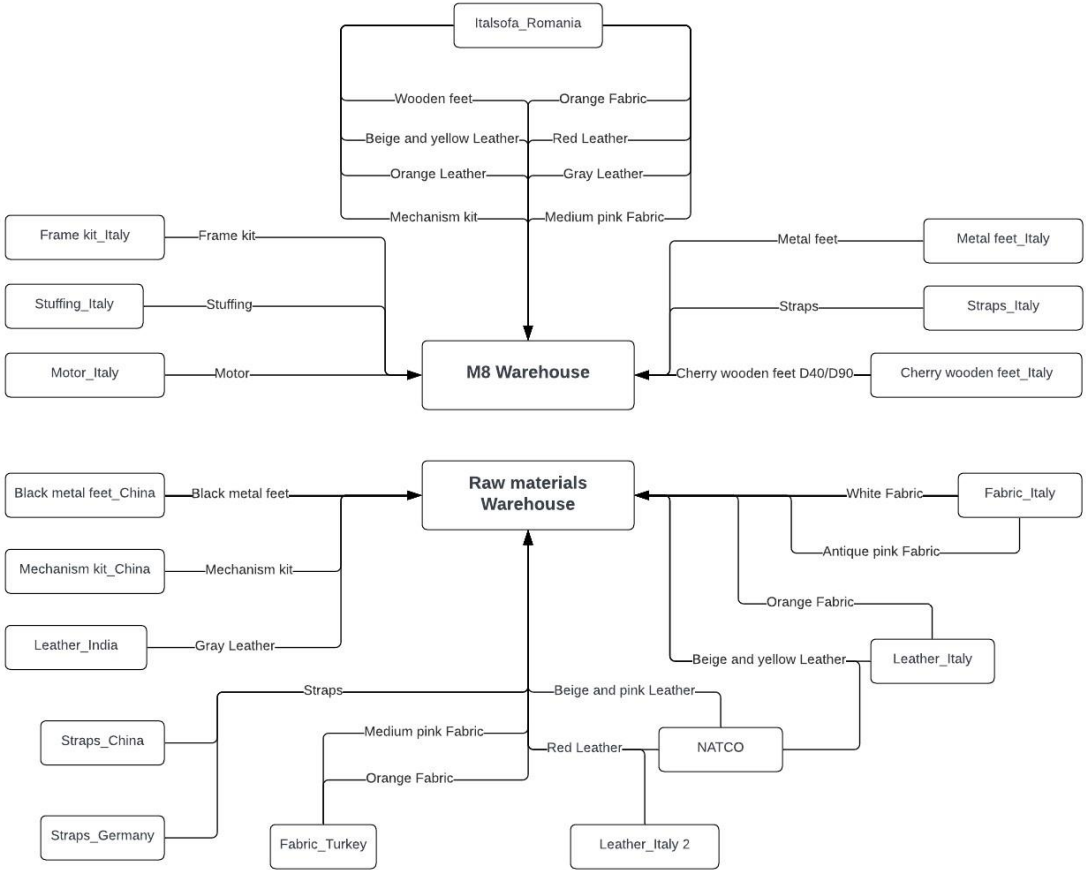 Italsofa_Romania
Wooden feet
Orange Fabric
Beige and yellow Leather
Red Leather
Orange Leather
Gray Leather
Mechanism kit
Medium pink Fabric
Frame kit_Italy
Frame kit
Metal feet
Metal feet_Italy
Stuffing_Italy
Stuffing
Straps
Straps_Italy
Motor_Italy
Motor
M8 Warehouse
Cherry wooden feet D40/D90
Cherry wooden feet_Italy
Black metal feet_China
Black metal feet
Raw materials
Warehouse
White Fabric
Fabric_Italy
Antique pink Fabric
Mechanism kit_China
Mechanism kit
Orange Fabric
Leather_India
Gray Leather
Beige and yellow Leather
Leather_Italy
Straps
Beige and pink Leather
Straps_China
Medium pink Fabric
Red Leather
NATCO
Orange Fabric
Straps_Germany
Fabric_Turkey
Leather_Italy 2